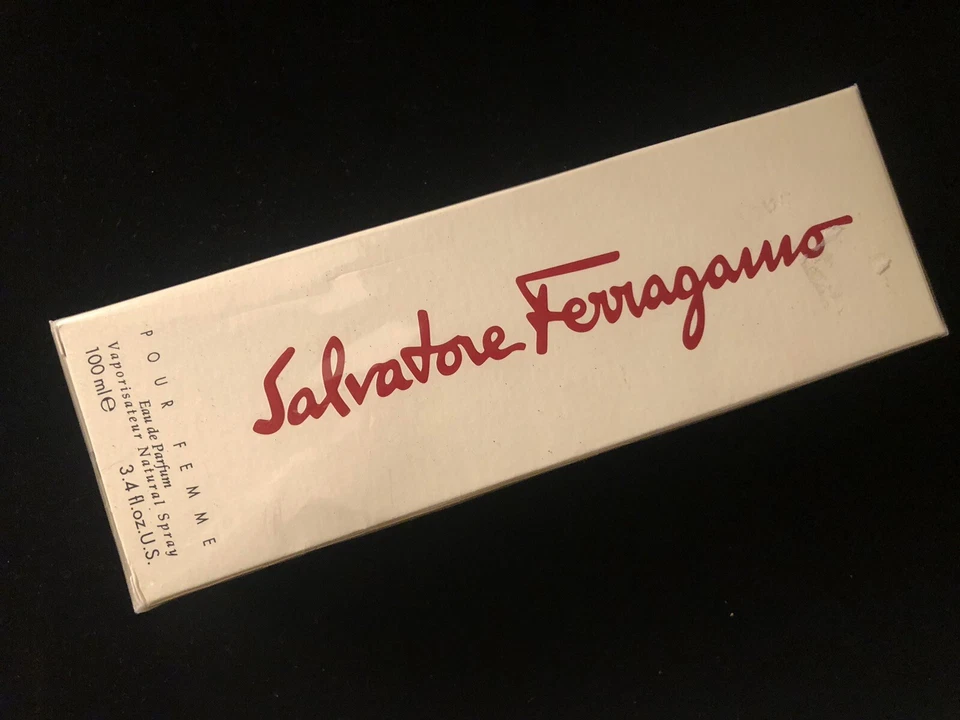 Salvatore Ferragamo
POUR FEMME
Eau de Parfum
Vaporisateur Natural Spray
100 ml℮ 3.4 fl.oz.U.S.